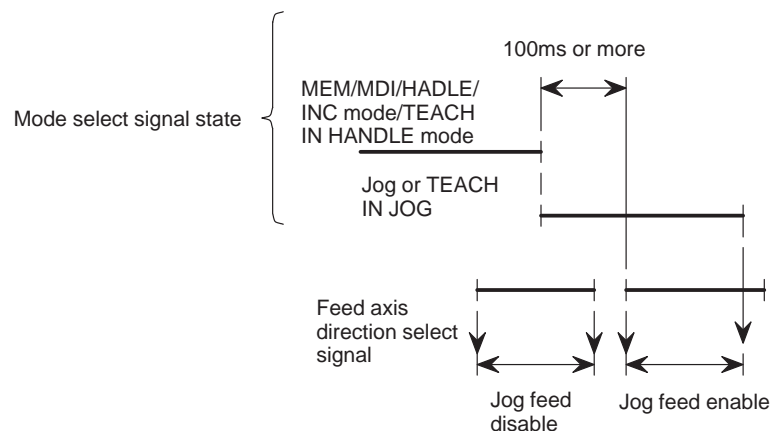 100ms or more
MEM/MDI/HADLE/
INC mode/TEACH
IN HANDLE mode
Mode select signal state
Jog or TEACH
IN JOG
Feed axis
direction select
signal
Jog feed
disable
Jog feed enable